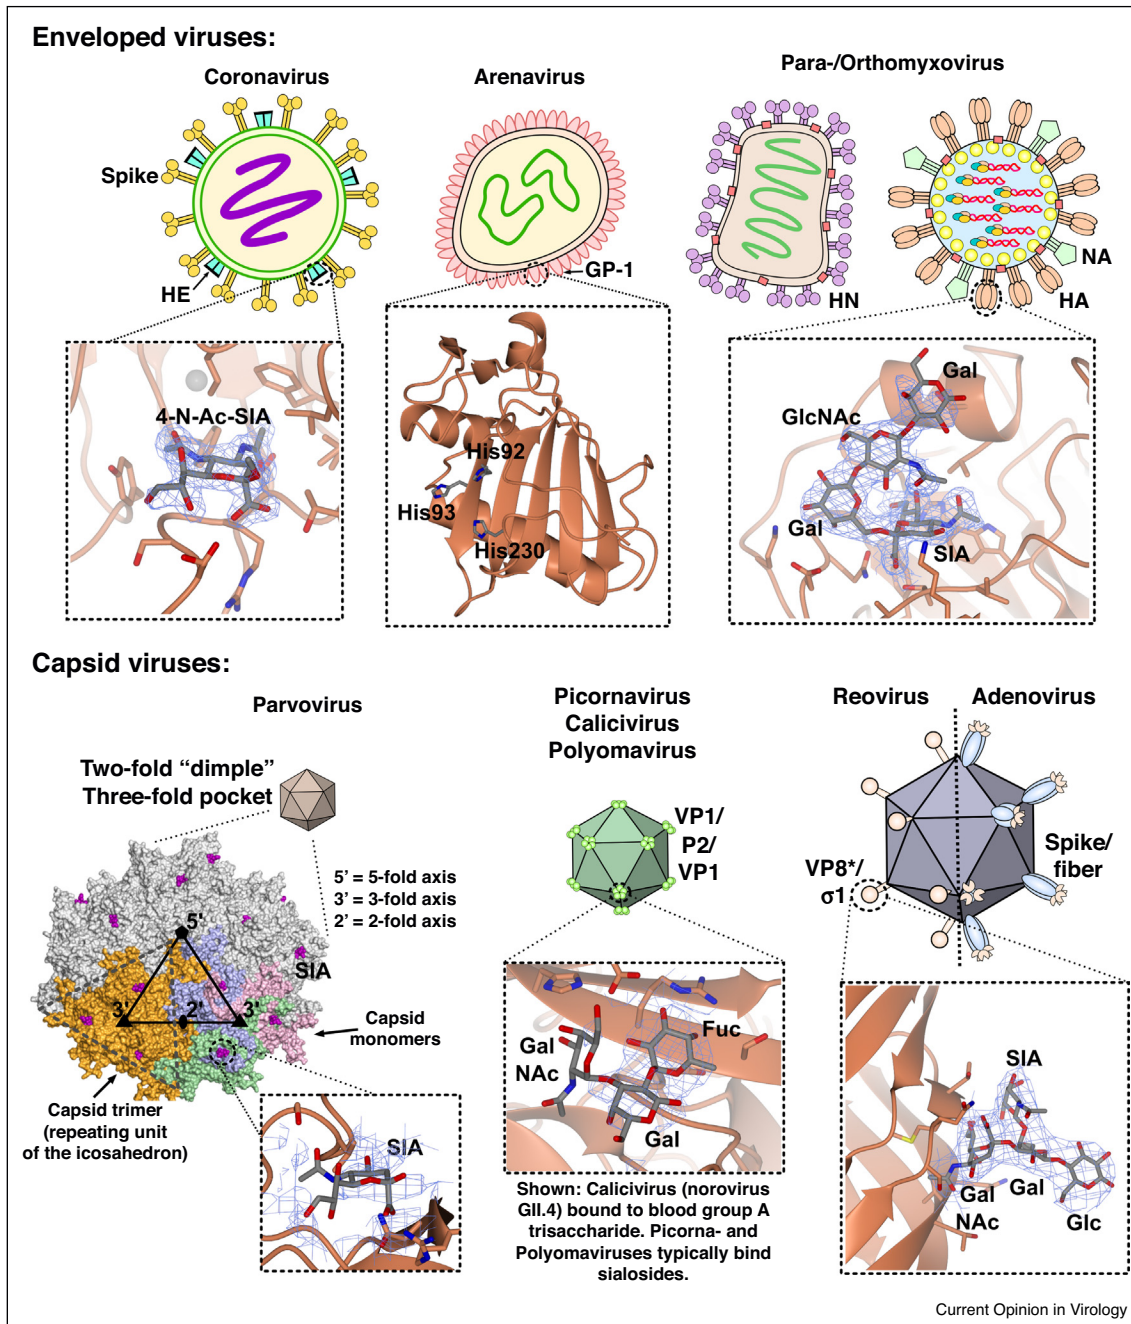 Enveloped viruses:
Coronavirus
Arenavirus
Para-/Orthomyxovirus
Spike
HE
GP-1
HN
NA
HA
4-N-Ac-SIA
His92
His93
His230
Gal
GlcNAc
Gal
SIA
Capsid viruses:
Parvovirus
Two-fold “dimple”
Three-fold pocket
5' = 5-fold axis
3' = 3-fold axis
2' = 2-fold axis
5'
SIA
3'
2'
3'
Capsid
monomers
Capsid trimer
(repeating unit
of the icosahedron)
SIA
Picornavirus
Calicivirus
Polyomavirus
VP1/
P2/
VP1
Fuc
Gal
NAc
Gal
Shown: Calicivirus (norovirus
GII.4) bound to blood group A
trisaccharide. Picorna- and
Polyomaviruses typically bind
sialosides.
Reovirus
Adenovirus
VP8*/
σ1
Spike/
fiber
SIA
Gal
NAc
Gal
Glc
Current Opinion in Virology